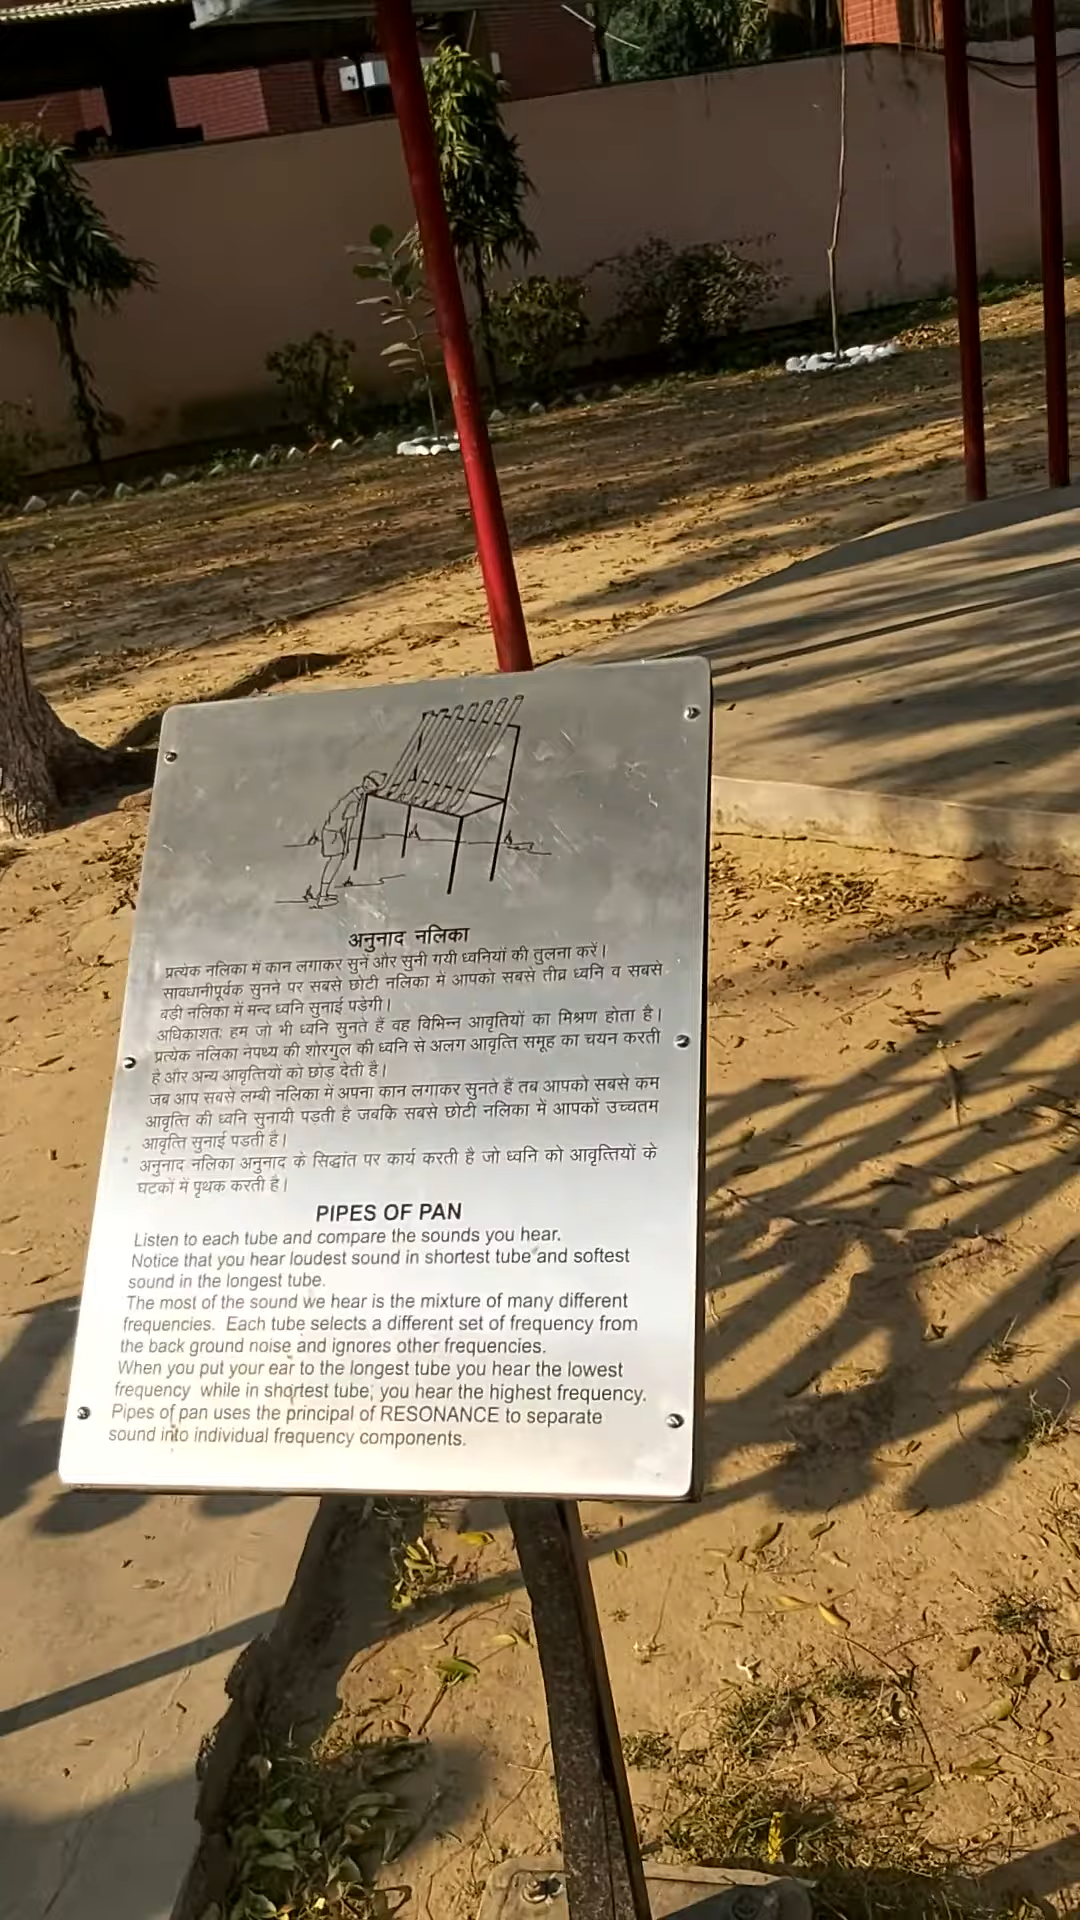 अनुनाद नलिका
प्रत्येक नलिका में कान लगाकर सुनें और सुनी गयी ध्वनियों की तुलना करें।
सावधानीपूर्वक सुनने पर सबसे छोटी नलिका में आपको सबसे तीव्र ध्वनि व सबसे
बड़ी नलिका में मन्द ध्वनि सुनाई पडेगी।
अधिकाशतः हम जो भी ध्वनि सुनते हैं वह विभिन्न आवृतियों का मिश्रण होता है।
प्रत्येक नलिका नेपथ्य की शोरगुल की ध्वनि से अलग आवृत्ति समूह का चयन करती
है और अन्य आवृत्तियों को छोड़ देती है।
जब आप सबसे लम्बी नलिका में अपना कान लगाकर सुनते हैं तब आपको सबसे कम
आवृत्ति की ध्वनि सुनायी पड़ती है जबकि सबसे छोटी नलिका में आपकों उच्चतम
आवृत्ति सुनाई पडती है।
अनुनाद नलिका अनुनाद के सिद्धांत पर कार्य करती है जो ध्वनि को आवृत्तियों के
घटकों में पृथक करती है।
PIPES OF PAN
Listen to each tube and compare the sounds you hear.
Notice that you hear loudest sound in shortest tube and softest
sound in the longest tube.
The most of the sound we hear is the mixture of many different
frequencies. Each tube selects a different set of frequency from
the back ground noise and ignores other frequencies.
When you put your ear to the longest tube you hear the lowest
frequency while in shortest tube, you hear the highest frequency.
Pipes of pan uses the principal of RESONANCE to separate
sound into individual frequency components.